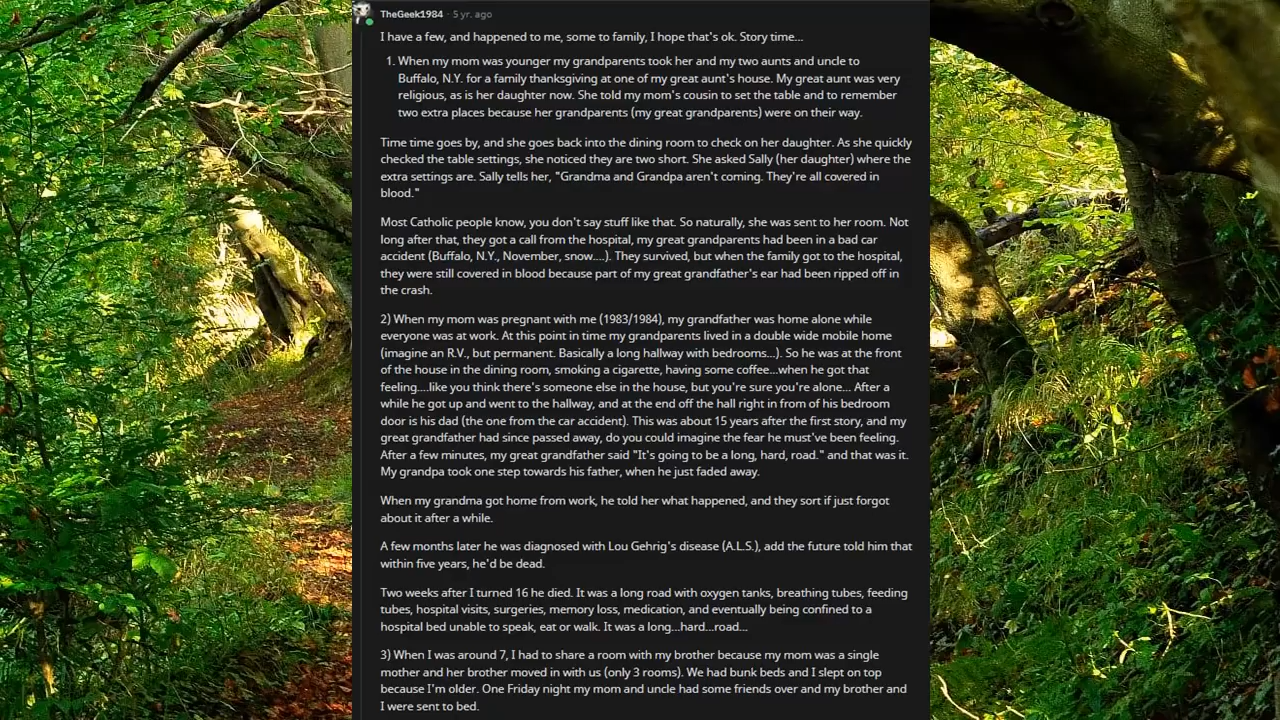 TheGeek1984 · 5 yr. ago
I have a few, and happened to me, some to family, I hope that's ok. Story time...
1. When my mom was younger my grandparents took her and my two aunts and uncle to
Buffalo, N.Y. for a family thanksgiving at one of my great aunt's house. My great aunt was very
religious, as is her daughter now. She told my mom's cousin to set the table and to remember
two extra places because her grandparents (my great grandparents) were on their way.
Time time goes by, and she goes back into the dining room to check on her daughter. As she quickly
checked the table settings, she noticed they are two short. She asked Sally (her daughter) where the
extra settings are. Sally tells her, "Grandma and Grandpa aren't coming. They're all covered in
blood."
Most Catholic people know, you don't say stuff like that. So naturally, she was sent to her room. Not
long after that, they got a call from the hospital, my great grandparents had been in a bad car
accident (Buffalo, N.Y., November, snow....). They survived, but when the family got to the hospital,
they were still covered in blood because part of my great grandfather's ear had been ripped off in
the crash.
2) When my mom was pregnant with me (1983/1984), my grandfather was home alone while
everyone was at work. At this point in time my grandparents lived in a double wide mobile home
(imagine an R.V., but permanent. Basically a long hallway with bedrooms...). So he was at the front
of the house in the dining room, smoking a cigarette, having some coffee...when he got that
feeling....like you think there's someone else in the house, but you're sure you're alone... After a
while he got up and went to the hallway, and at the end off the hall right in from of his bedroom
door is his dad (the one from the car accident). This was about 15 years after the first story, and my
great grandfather had since passed away, do you could imagine the fear he must've been feeling.
After a few minutes, my great grandfather said "It's going to be a long, hard, road." and that was it.
My grandpa took one step towards his father, when he just faded away.
When my grandma got home from work, he told her what happened, and they sort if just forgot
about it after a while.
A few months later he was diagnosed with Lou Gehrig's disease (A.L.S.), add the future told him that
within five years, he'd be dead.
Two weeks after I turned 16 he died. It was a long road with oxygen tanks, breathing tubes, feeding
tubes, hospital visits, surgeries, memory loss, medication, and eventually being confined to a
hospital bed unable to speak, eat or walk. It was a long...hard...road...
3) When I was around 7, I had to share a room with my brother because my mom was a single
mother and her brother moved in with us (only 3 rooms). We had bunk beds and I slept on top
because I'm older. One Friday night my mom and uncle had some friends over and my brother and
I were sent to bed.